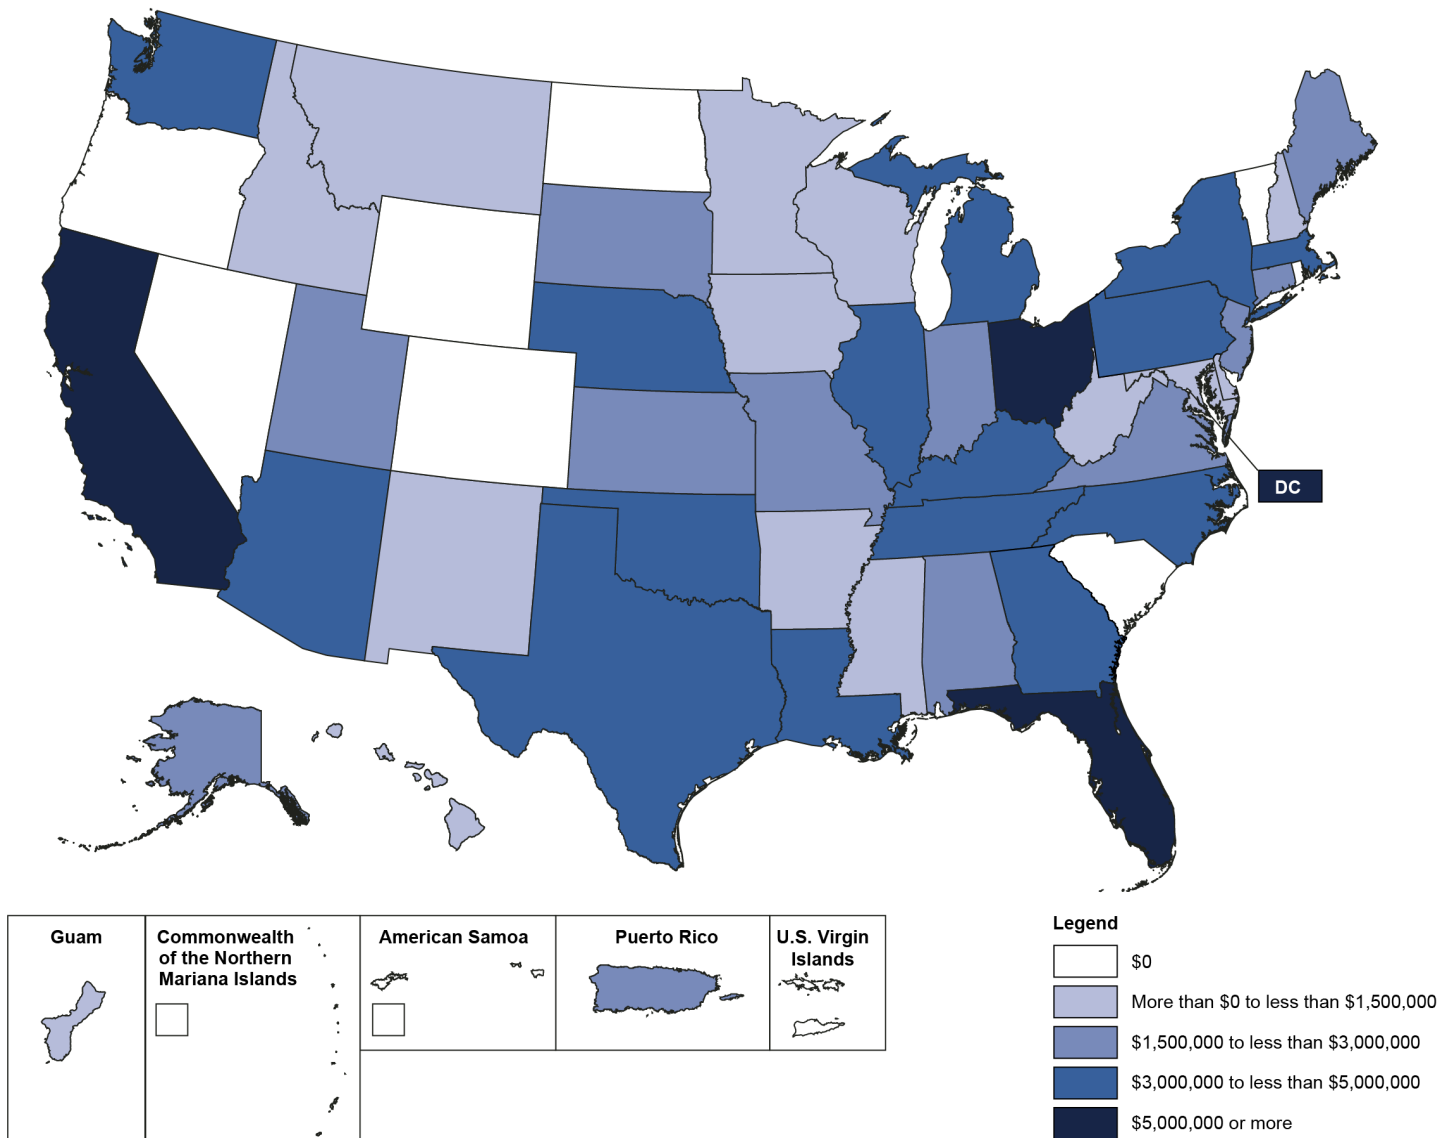 DC
Guam
Commonwealth
of the Northern
Mariana Islands
American Samoa
Puerto Rico
U.S. Virgin
Islands
Legend
$0
More than $0 to less than $1,500,000
$1,500,000 to less than $3,000,000
$3,000,000 to less than $5,000,000
$5,000,000 or more